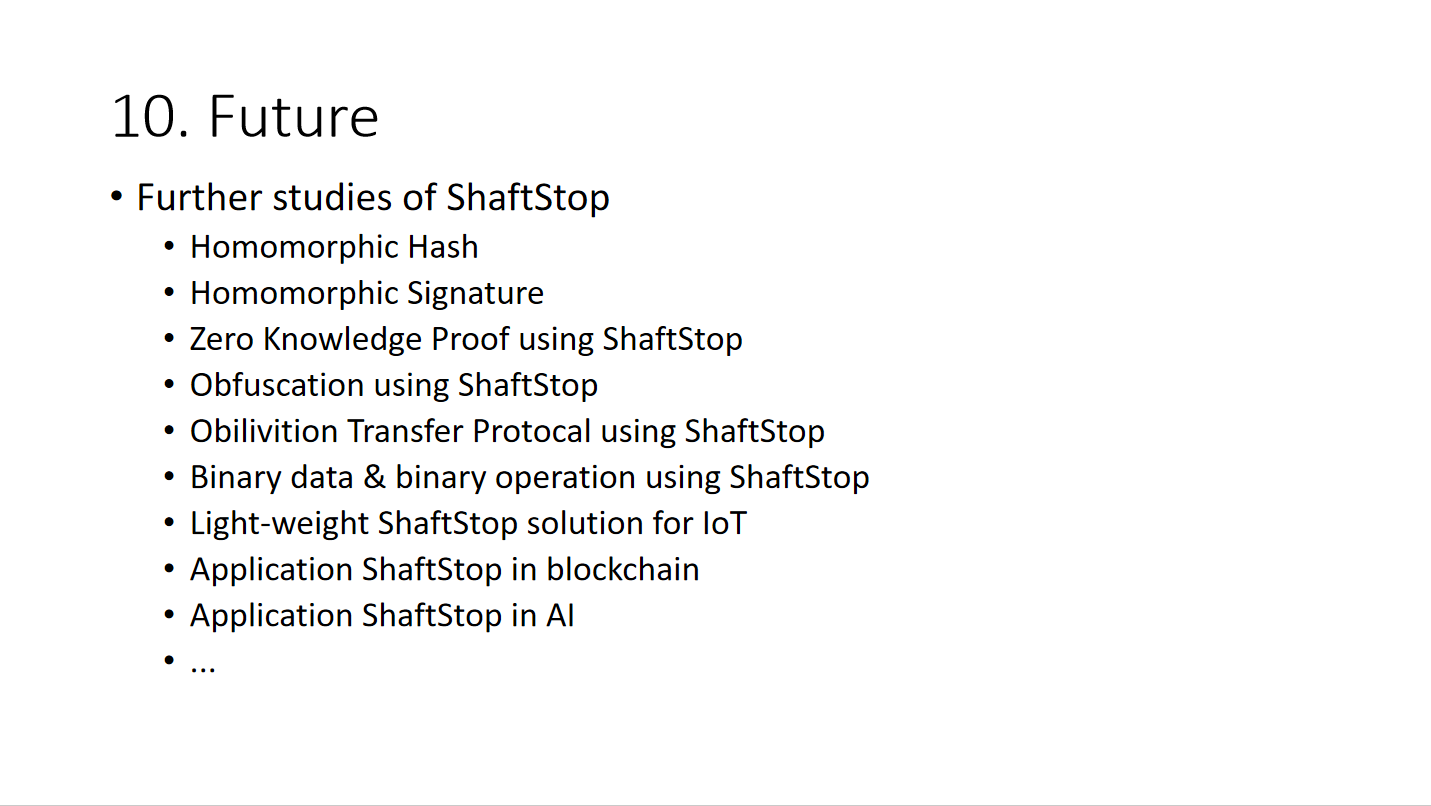 10. Future
• Further studies of ShaftStop
• Homomorphic Hash
• Homomorphic Signature
• Zero Knowledge Proof using ShaftStop
• Obfuscation using ShaftStop
• Obilivition Transfer Protocal using ShaftStop
• Binary data & binary operation using ShaftStop
• Light-weight ShaftStop solution for IoT
• Application ShaftStop in blockchain
• Application ShaftStop in AI
• ...